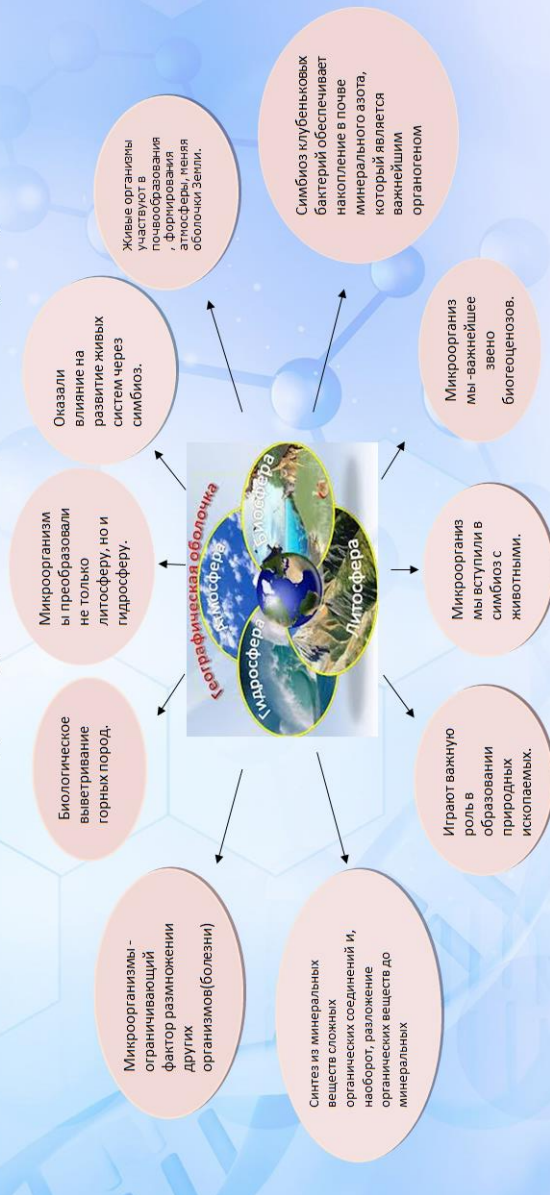 Микроорганизмы -
ограничивающий
фактор размножении
других
организмов(болезни)
Биологическое
выветривание
горных пород.
Микроорганизм
ы преобразовали
не только
литосферу, но и
гидросферу.
Оказали
влияние на
развитие живых
систем через
симбиоз.
Живые организмы
участвуют в
почвообразования
, формирования
атмосферы, меняя
оболочки Земли.
Географическая оболочка
Атмосфера
Гидросфера
Биосфера
Литосфера
Синтез из минеральных
веществ сложных
органических соединений и,
наоборот, разложение
органических веществ до
минеральных
Играют важную
роль в
образовании
природных
ископаемых.
Микроорганиз
мы вступили в
симбиоз с
животными.
Микроорганиз
мы -важнейшее
звено
биогеоценозов.
Симбиоз клубеньковых
бактерий обеспечивает
накопление в почве
минерального азота,
который является
важнейшим
органогеном